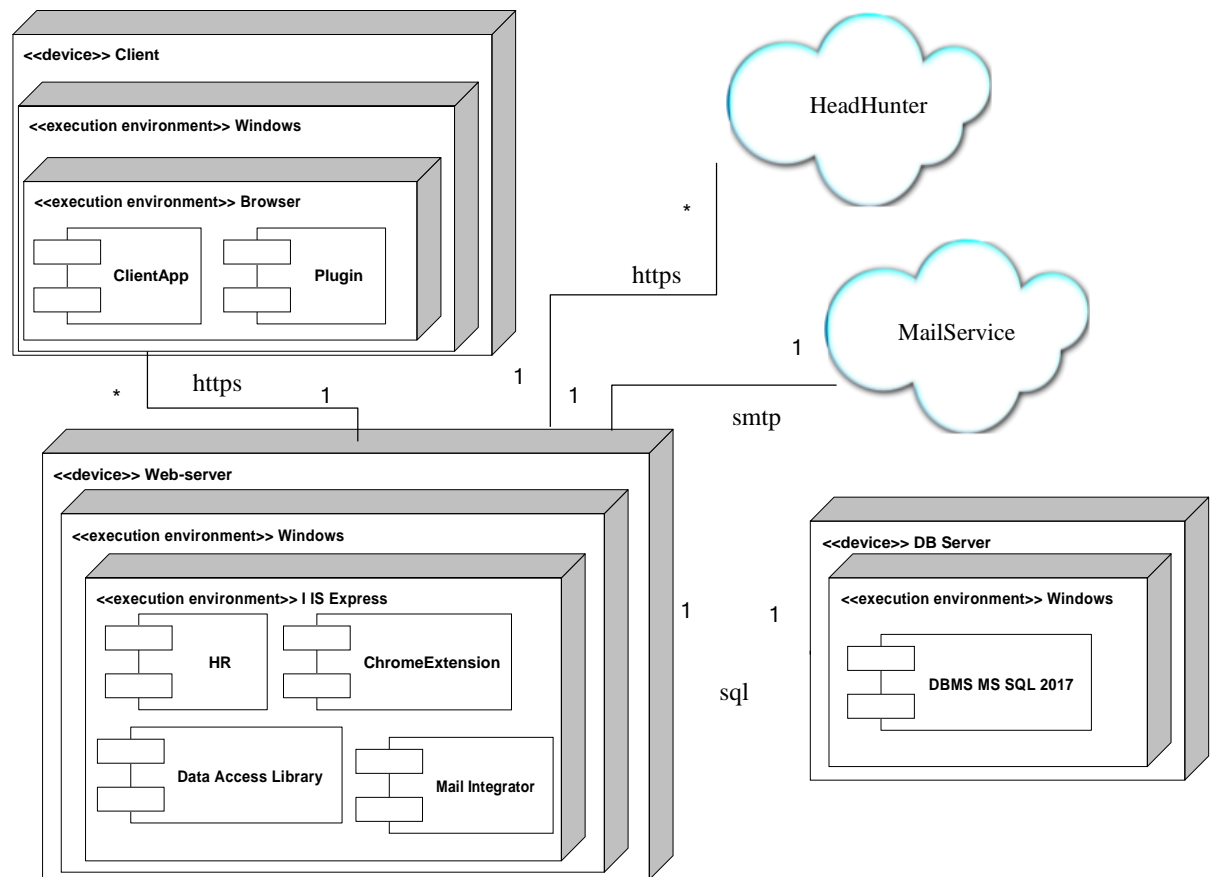 <<device>> Client
<<execution environment>> Windows
<<execution environment>> Browser
ClientApp
Plugin
HeadHunter
*
https
MailService
1
smtp
*
https
1
1
1
<<device>> Web-server
<<execution environment>> Windows
<<execution environment>> I IS Express
HR
ChromeExtension
Data Access Library
Mail Integrator
1
1
sql
<<device>> DB Server
<<execution environment>> Windows
DBMS MS SQL 2017